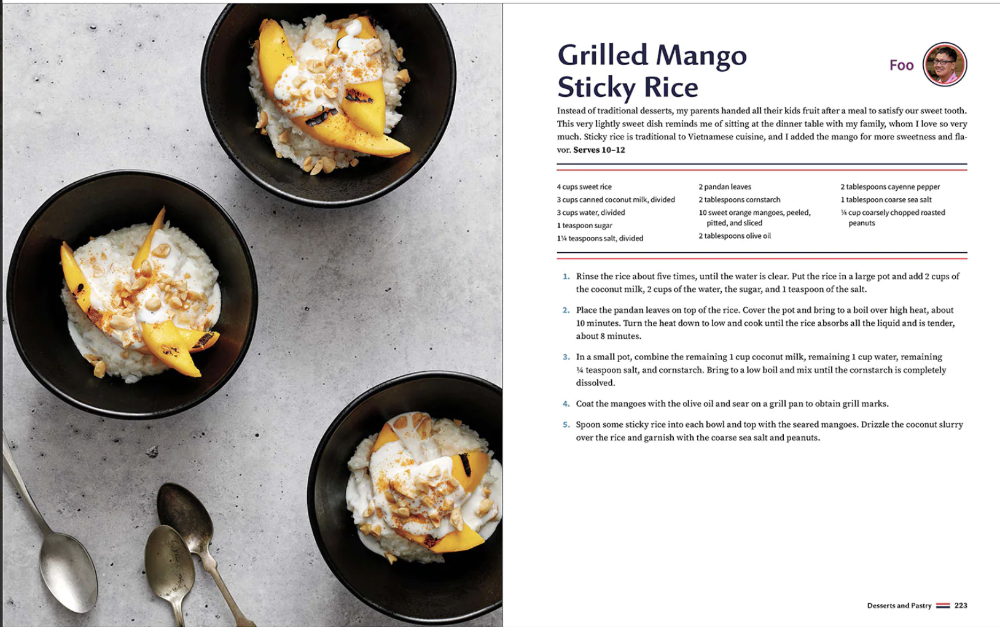 Grilled Mango
Sticky Rice
Foo
Instead of traditional desserts, my parents handed all their kids fruit after a meal to satisfy our sweet tooth.
This very lightly sweet dish reminds me of sitting at the dinner table with my family, whom I love so very
much. Sticky rice is traditional to Vietnamese cuisine, and I added the mango for more sweetness and fla-
vor. Serves 10–12
4 cups sweet rice
3 cups canned coconut milk, divided
3 cups water, divided
1 teaspoon sugar
1¼ teaspoons salt, divided
2 pandan leaves
2 tablespoons cornstarch
10 sweet orange mangoes, peeled,
pitted, and sliced
2 tablespoons olive oil
2 tablespoons cayenne pepper
1 tablespoon coarse sea salt
¼ cup coarsely chopped roasted
peanuts
1. Rinse the rice about five times, until the water is clear. Put the rice in a large pot and add 2 cups of
the coconut milk, 2 cups of the water, the sugar, and 1 teaspoon of the salt.
2. Place the pandan leaves on top of the rice. Cover the pot and bring to a boil over high heat, about
10 minutes. Turn the heat down to low and cook until the rice absorbs all the liquid and is tender,
about 8 minutes.
3. In a small pot, combine the remaining 1 cup coconut milk, remaining 1 cup water, remaining
¼ teaspoon salt, and cornstarch. Bring to a low boil and mix until the cornstarch is completely
dissolved.
4. Coat the mangoes with the olive oil and sear on a grill pan to obtain grill marks.
5. Spoon some sticky rice into each bowl and top with the seared mangoes. Drizzle the coconut slurry
over the rice and garnish with the coarse sea salt and peanuts.
Desserts and Pastry 223